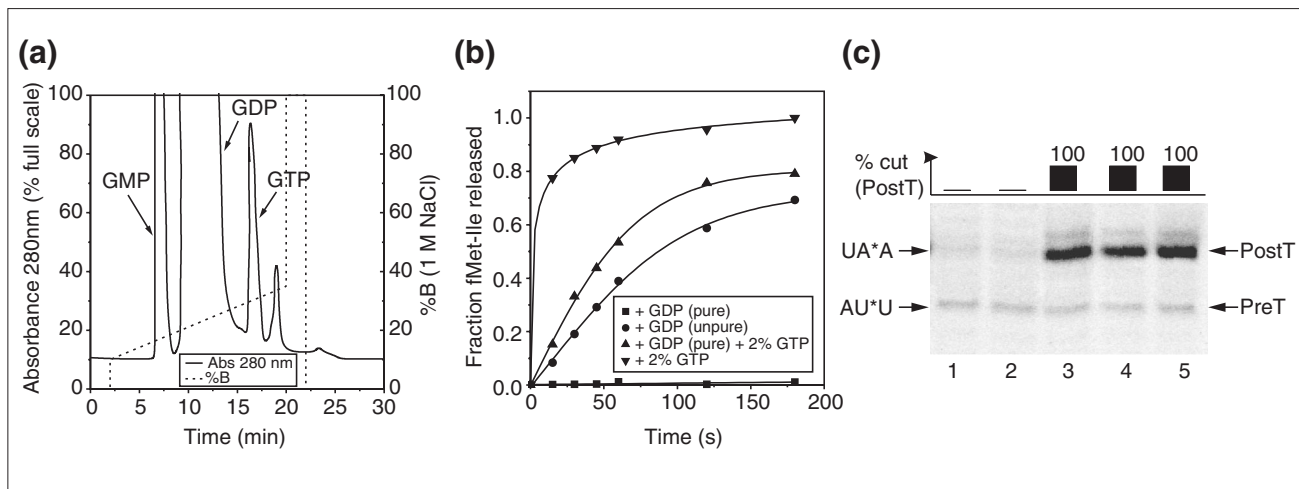 (a)
Absorbance 280nm (% full scale)
100
80
60
40
20
0
GMP
GDP
GTP
Abs 280 nm
%B
100
80
60
40
20
0
%B (1 M NaCl)
0 5 10 15 20 25 30
Time (min)
(b)
Fraction fMet-Ile released
1.0
0.8
0.6
0.4
0.2
0.0
+ GDP (pure)
+ GDP (unpure)
+ GDP (pure) + 2% GTP
+ 2% GTP
0 50 100 150 200
Time (s)
(c)
% cut
(PostT)
100 100 100
UA*A
PostT
AU*U
PreT
1 2 3 4 5